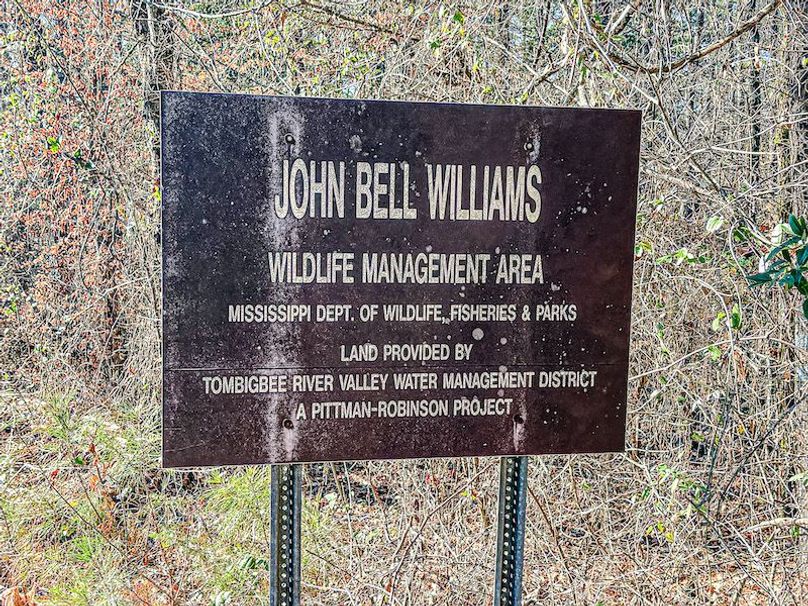 JOHN BELL WILLIAMS
WILDLIFE MANAGEMENT AREA
MISSISSIPPI DEPT. OF WILDLIFE, FISHERIES & PARKS
LAND PROVIDED BY
TOMBIGBEE RIVER VALLEY WATER MANAGEMENT DISTRICT
A PITTMAN-ROBINSON PROJECT